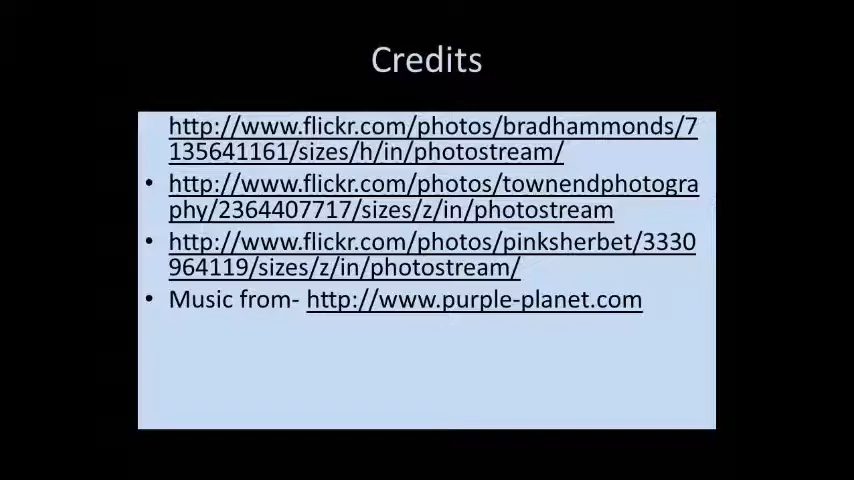 Credits
http://www.flickr.com/photos/bradhammonds/7
135641161/sizes/h/in/photostream/
• http://www.flickr.com/photos/townendphotogra
phy/2364407717/sizes/z/in/photostream
• http://www.flickr.com/photos/pinksherbet/3330
964119/sizes/z/in/photostream/
• Music from- http://www.purple-planet.com